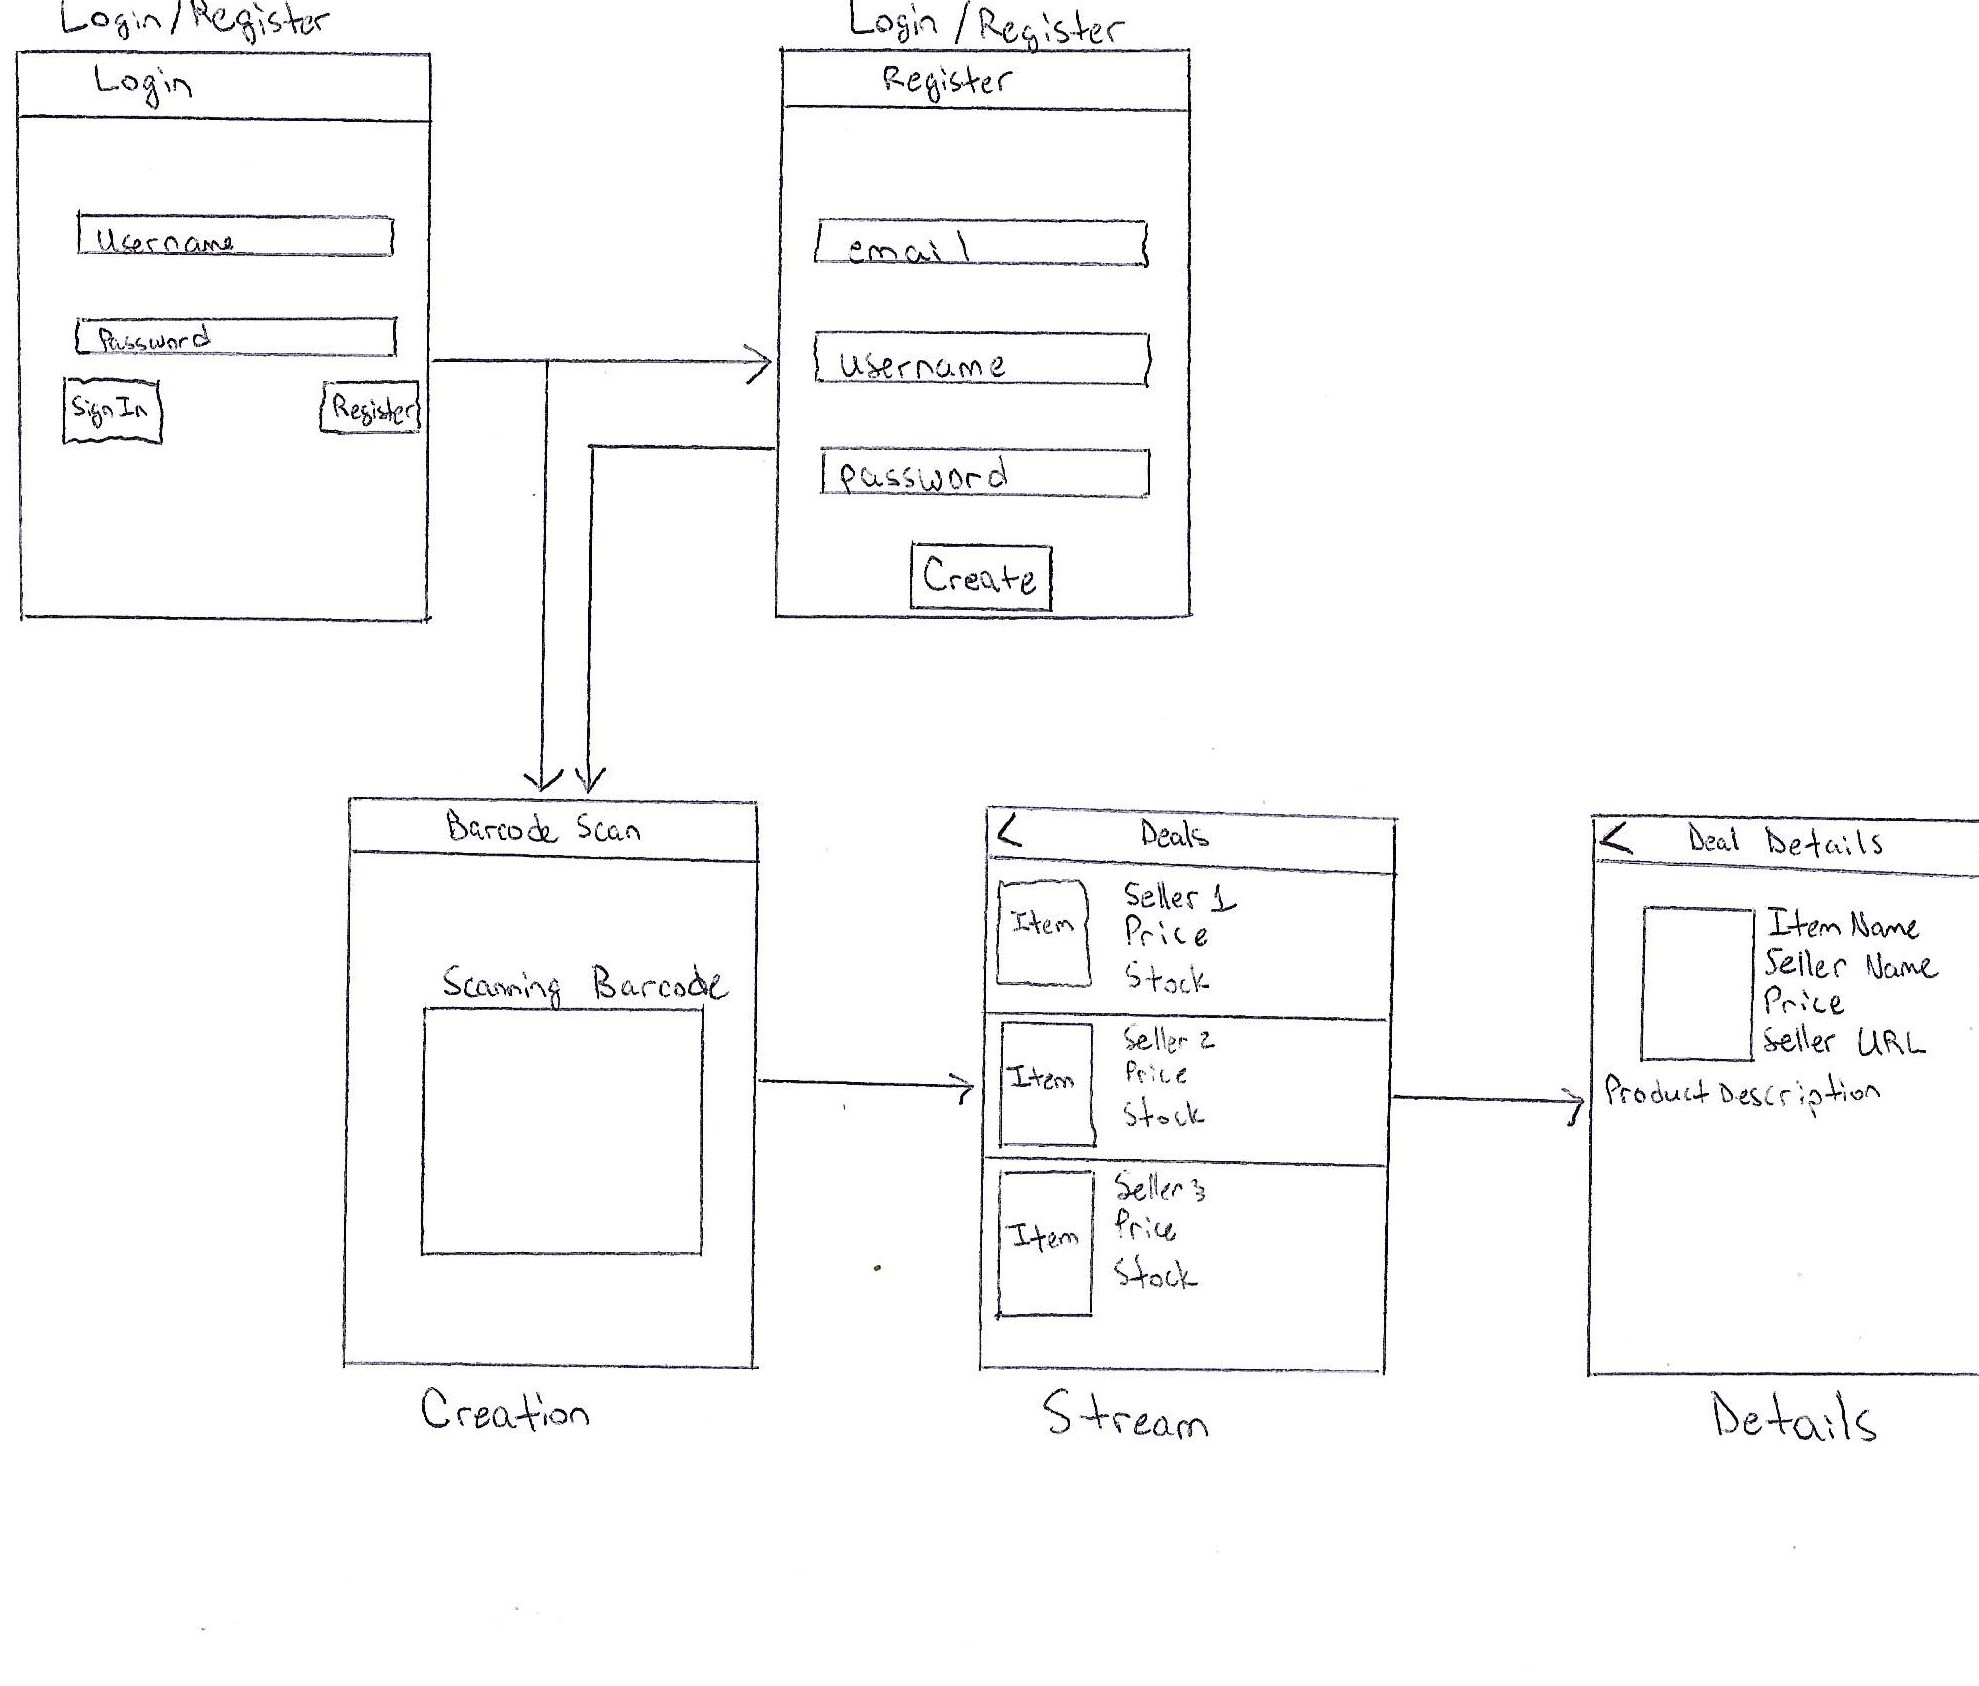 Login/Register
Login
Username
Password
Sign In
Register
Login/Register
Register
email
username
password
Create
Barcode Scan
Scanning Barcode
Creation
< Deals
Item
Seller 1
Price
Stock
Item
Seller 2
Price
Stock
Item
Seller 3
Price
Stock
Stream
< Deal Details
Item Name
Seller Name
Price
Seller URL
Product Description
Details